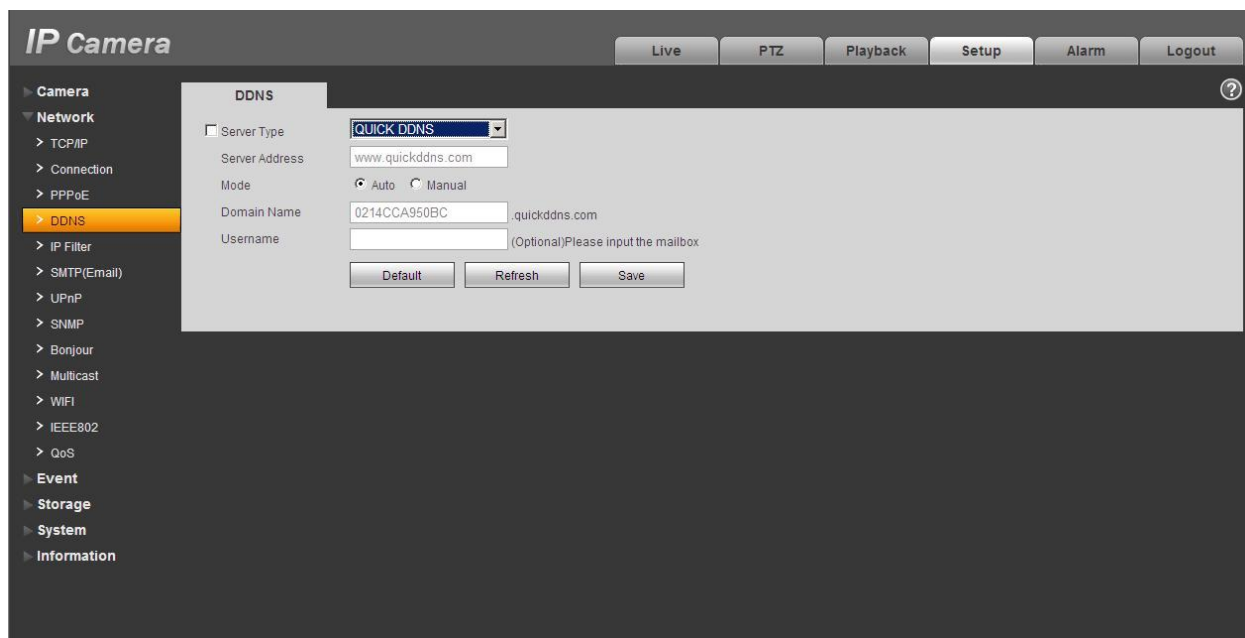 IP Camera
Live
PTZ
Playback
Setup
Alarm
Logout
?
Camera
Network
> TCP/IP
> Connection
> PPPoE
> DDNS
> IP Filter
> SMTP(Email)
> UPnP
> SNMP
> Bonjour
> Multicast
> WIFI
> IEEE802
> QoS
Event
Storage
System
Information
DDNS
Server Type QUICK DDNS
Server Address www.quickddns.com
Mode Auto Manual
Domain Name 0214CCA950BC .quickddns.com
Username (Optional)Please input the mailbox
Default Refresh Save